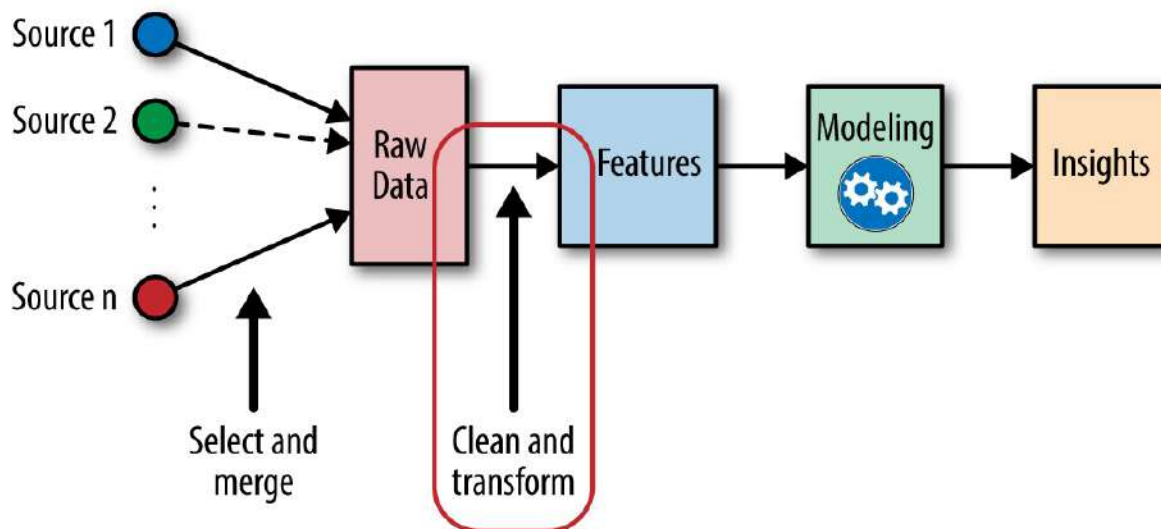 Source 1
Source 2
Source n
Raw
Data
Features
Modeling
Insights
Select and
merge
Clean and
transform